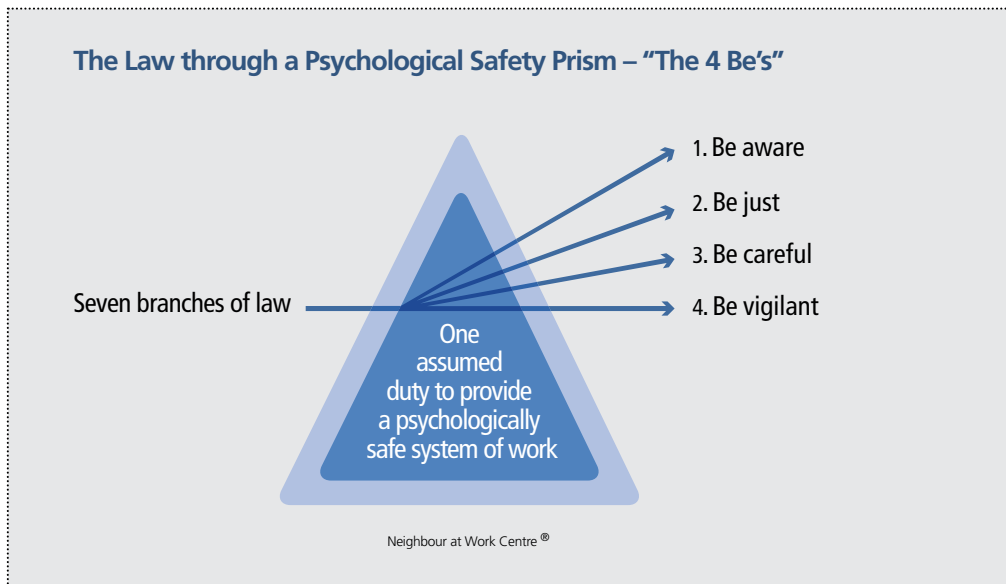 The Law through a Psychological Safety Prism – “The 4 Be’s”
1. Be aware
2. Be just
3. Be careful
Seven branches of law
4. Be vigilant
One
assumed
duty to provide
a psychologically
safe system of work
Neighbour at Work Centre ®